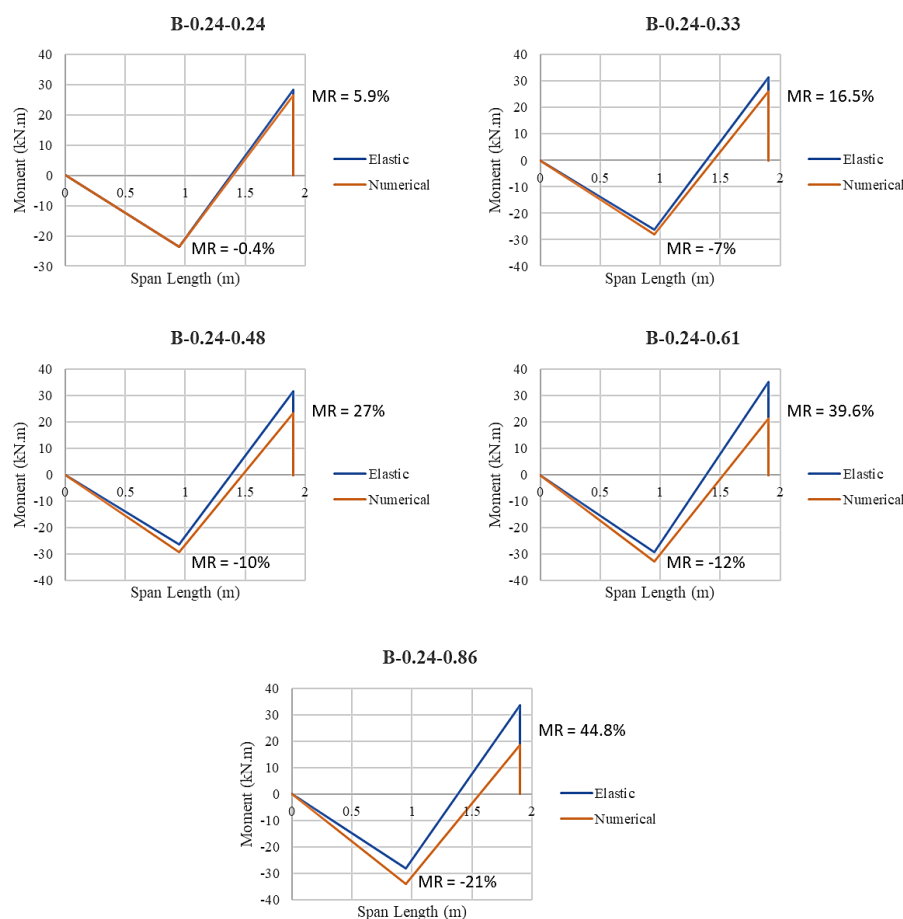 B-0.24-0.24
40
30
20
10
0
-10
-20
-30
0
0.5
1
1.5
2
Moment (kN.m)
Span Length (m)
MR = 5.9%
MR = -0.4%
Elastic
Numerical
B-0.24-0.33
40
30
20
10
0
-10
-20
-30
-40
0
0.5
1
1.5
2
Moment (kN.m)
Span Length (m)
MR = 16.5%
MR = -7%
Elastic
Numerical
B-0.24-0.48
40
30
20
10
0
-10
-20
-30
-40
0
0.5
1
1.5
2
Moment (kN.m)
Span Length (m)
MR = 27%
MR = -10%
Elastic
Numerical
B-0.24-0.61
40
30
20
10
0
-10
-20
-30
-40
0
0.5
1
1.5
2
Moment (kN.m)
Span Length (m)
MR = 39.6%
MR = -12%
Elastic
Numerical
B-0.24-0.86
40
30
20
10
0
-10
-20
-30
-40
0
0.5
1
1.5
2
Moment (kN.m)
Span Length (m)
MR = 44.8%
MR = -21%
Elastic
Numerical